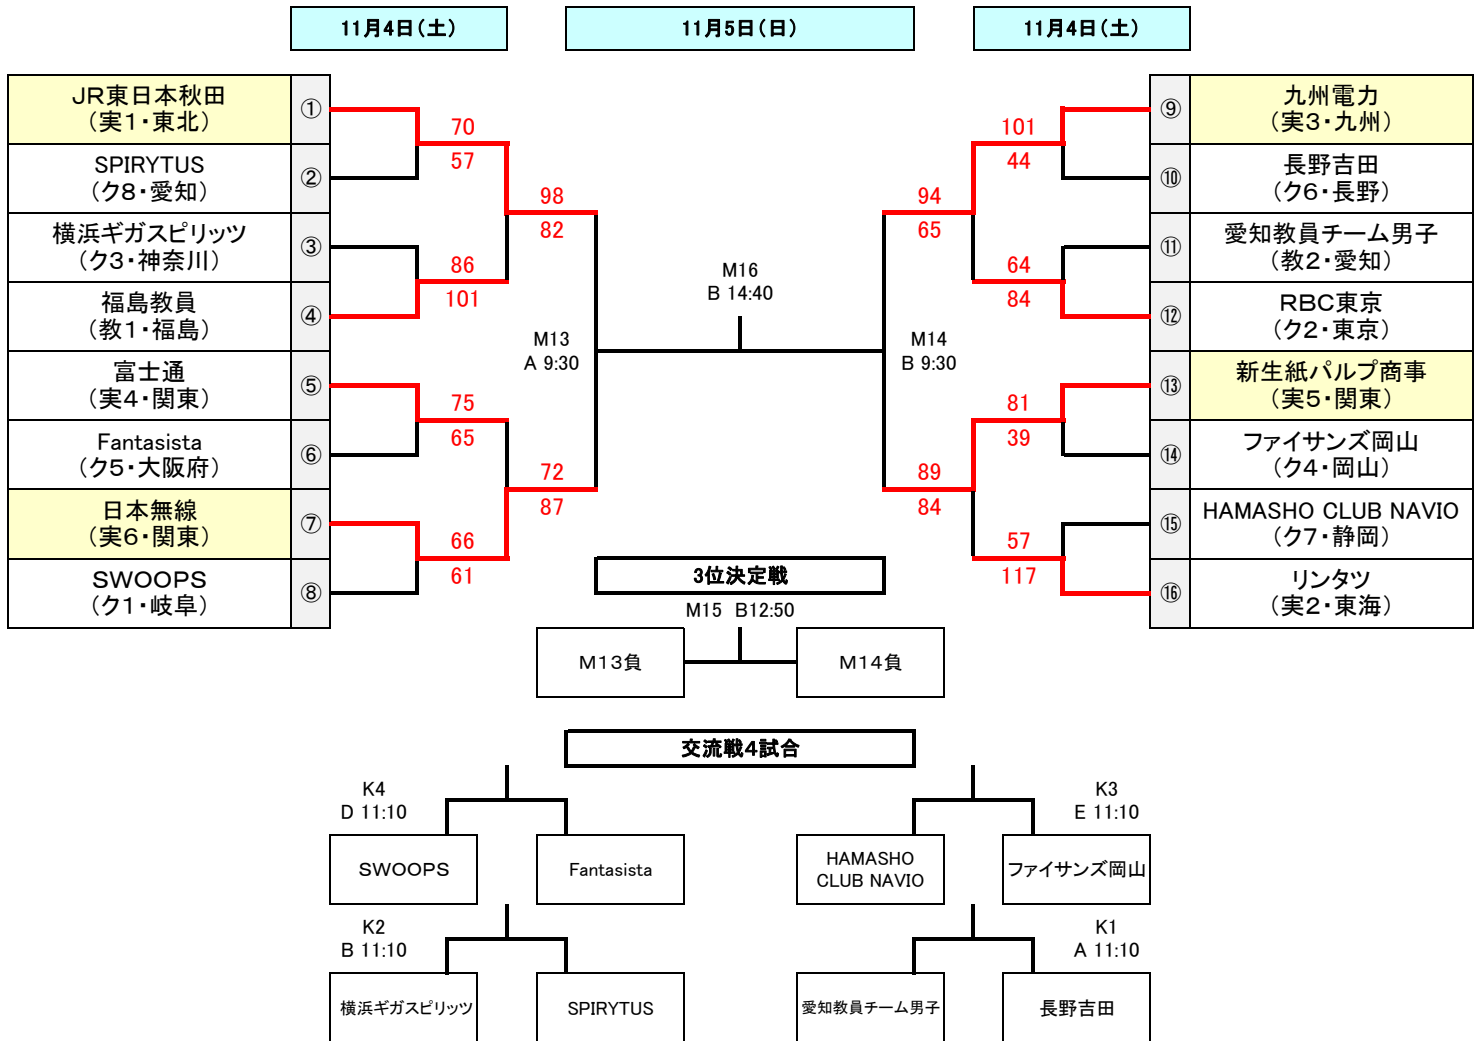 11月4日(土)
11月5日(日)
11月4日(土)
JR東日本秋田
(実1・東北)
①
SPIRYTUS
(ク8・愛知)
②
横浜ギガスピリッツ
(ク3・神奈川)
③
福島教員
(教1・福島)
④
富士通
(実4・関東)
⑤
Fantasista
(ク5・大阪府)
⑥
日本無線
(実6・関東)
⑦
SWOOPS
(ク1・岐阜)
⑧
70
57
86
101
75
65
66
61
98
82
72
87
M13
A 9:30
M16
B 14:40
M14
B 9:30
94
65
89
84
101
44
64
84
81
39
57
117
⑨
九州電力
(実3・九州)
⑩
長野吉田
(ク6・長野)
⑪
愛知教員チーム男子
(教2・愛知)
⑫
RBC東京
(ク2・東京)
⑬
新生紙パルプ商事
(実5・関東)
⑭
ファイサンズ岡山
(ク4・岡山)
⑮
HAMASHO CLUB NAVIO
(ク7・静岡)
⑯
リンタツ
(実2・東海)
3位決定戦
M15 B12:50
M13負
M14負
交流戦4試合
K4
D 11:10
SWOOPS
Fantasista
K3
E 11:10
HAMASHO
CLUB NAVIO
ファイサンズ岡山
K2
B 11:10
横浜ギガスピリッツ
SPIRYTUS
K1
A 11:10
愛知教員チーム男子
長野吉田